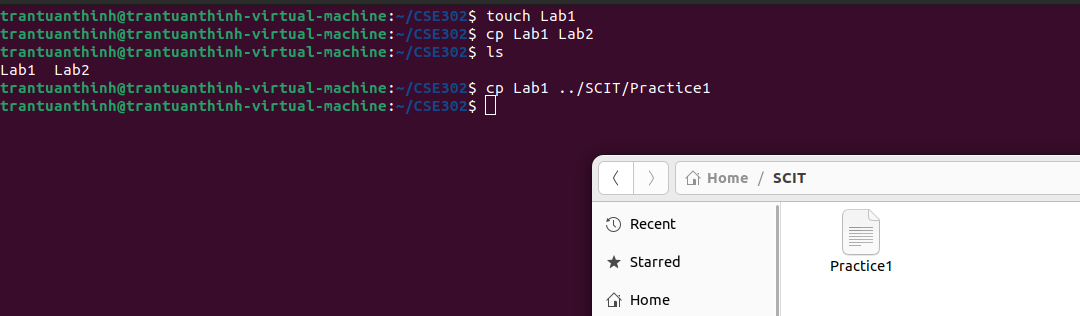 trantuanthinh@trantuanthinh-virtual-machine:~/CSE302$ touch Lab1
trantuanthinh@trantuanthinh-virtual-machine:~/CSE302$ cp Lab1 Lab2
trantuanthinh@trantuanthinh-virtual-machine:~/CSE302$ ls
Lab1  Lab2
trantuanthinh@trantuanthinh-virtual-machine:~/CSE302$ cp Lab1 ../SCIT/Practice1
trantuanthinh@trantuanthinh-virtual-machine:~/CSE302$
Home / SCIT
Recent
Starred
Home
Practice1